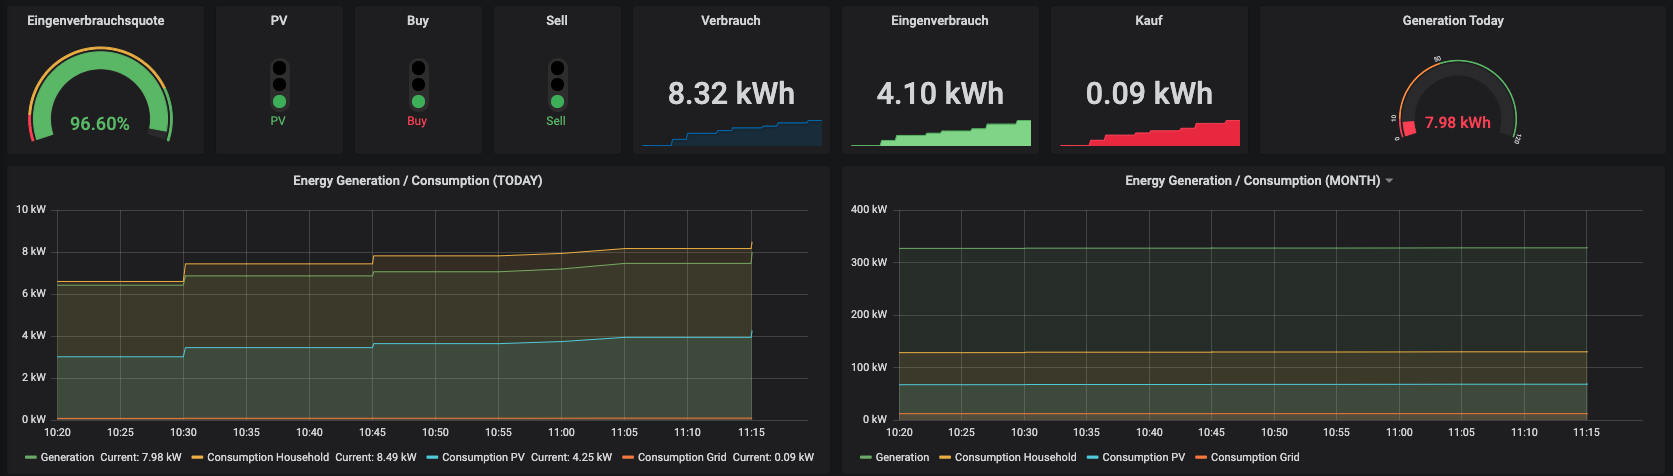 Eingenverbrauchsquote
PV
Buy
Sell
Verbrauch
Eingenverbrauch
Kauf
Generation Today
96.60%
PV
Buy
Sell
8.32 kWh
4.10 kWh
0.09 kWh
0
10
80
120
7.98 kWh
Energy Generation / Consumption (TODAY)
10 kW
8 kW
6 kW
4 kW
2 kW
0 kW
10:20 10:25 10:30 10:35 10:40 10:45 10:50 10:55 11:00 11:05 11:10 11:15
Generation Current: 7.98 kW Consumption Household Current: 8.49 kW Consumption PV Current: 4.25 kW Consumption Grid Current: 0.09 kW
Energy Generation / Consumption (MONTH)
400 kW
300 kW
200 kW
100 kW
0 kW
10:20 10:25 10:30 10:35 10:40 10:45 10:50 10:55 11:00 11:05 11:10 11:15
Generation Consumption Household Consumption PV Consumption Grid